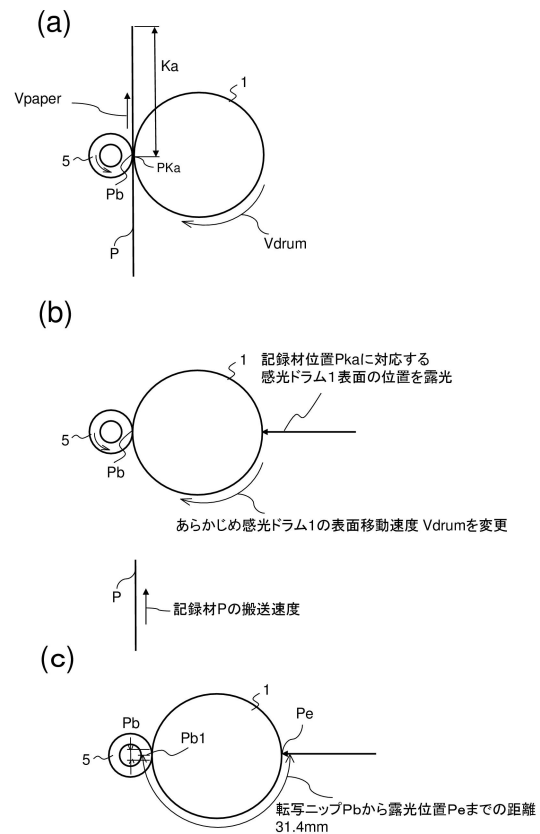 (a)
Ka
1
Vpaper
5
Pb
PKa
P
Vdrum
(b)
1
記録材位置Pkaに対応する
感光ドラム1表面の位置を露光
5
Pb
あらかじめ感光ドラム1の表面移動速度 Vdrumを変更
P
記録材Pの搬送速度
(c)
1
Pb
Pe
Pb1
5
転写ニップPbから露光位置Peまでの距離
31.4mm